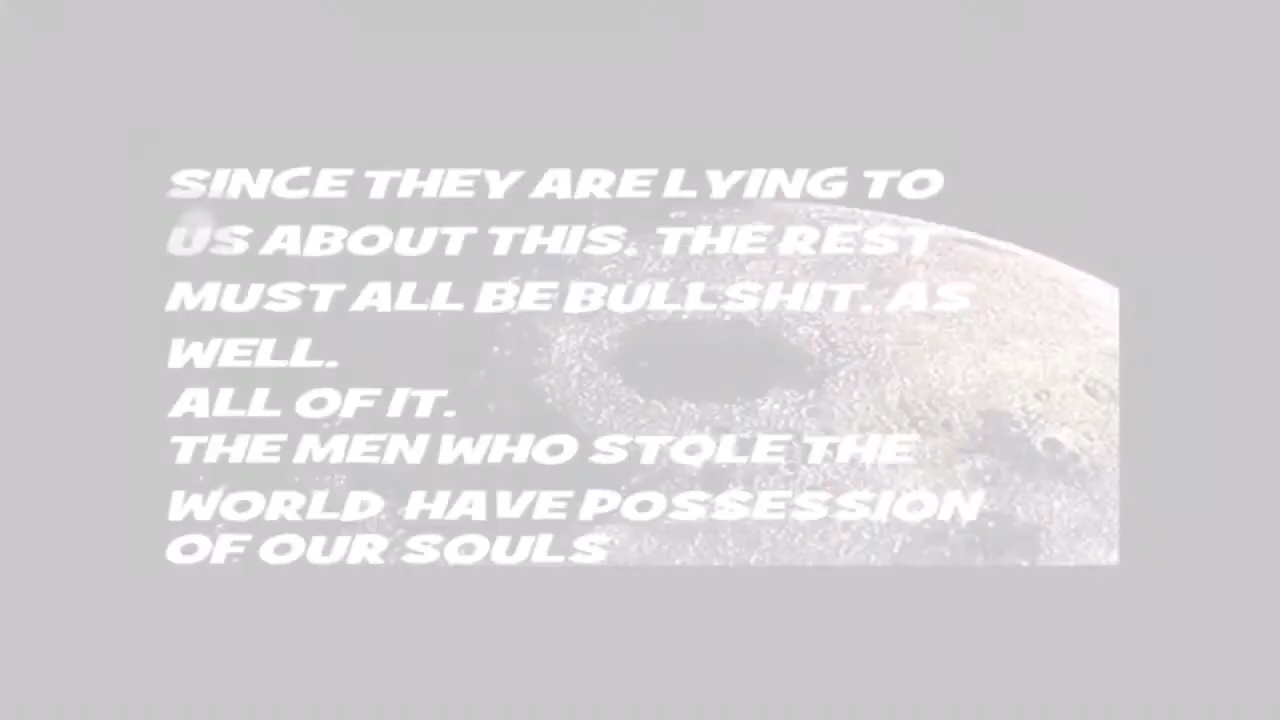 SINCE THEY ARE LYING TO
US ABOUT THIS. THE REST
MUST ALL BE BULLSHIT. AS
WELL.
ALL OF IT.
THE MEN WHO STOLE THE
WORLD HAVE POSSESSION
OF OUR SOULS